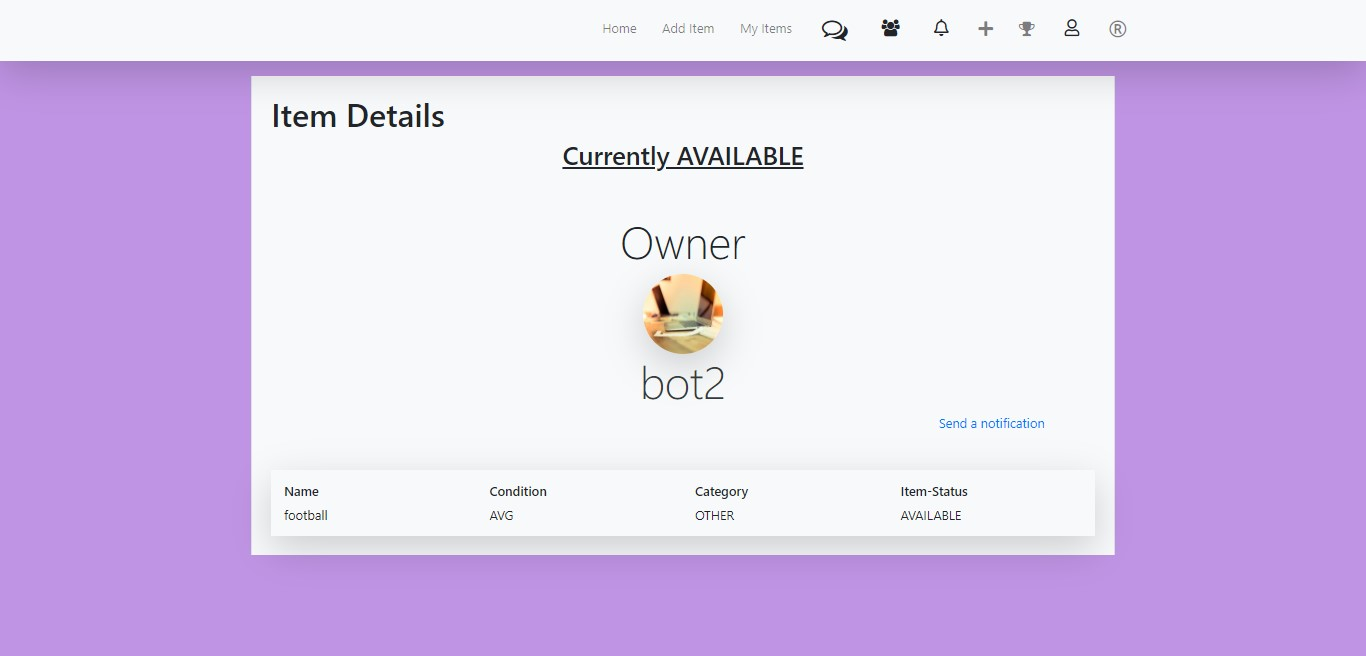 Home Add Item My Items ®
Item Details
Currently AVAILABLE
Owner
bot2
Send a notification
Name Condition Category Item-Status
football AVG OTHER AVAILABLE